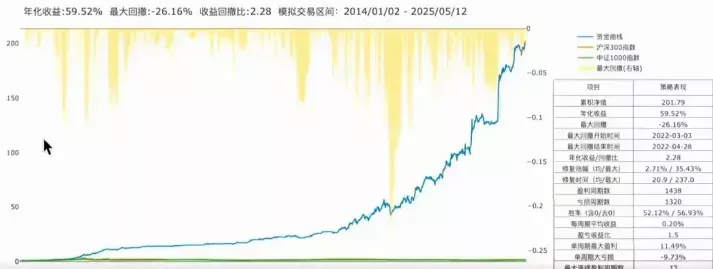 年化收益:59.52% 最大回撤:-26.16% 收益回撤比:2.28 模拟交易区间: 2014/01/02 - 2025/05/12
200
150
100
50
0
0
−0.05
−0.1
−0.15
−0.2
−0.25
资金曲线
沪深300指数
中证1000指数
最大回撤(右轴)
项目 策略表现
累积净值 201.79
年化收益 59.52%
最大回撤 -26.16%
最大回撤开始时间 2022-03-03
最大回撤结束时间 2022-04-28
年化收益/回撤比 2.28
修复涨幅 (均/最大) 2.71% / 35.43%
修复时间 (均/最大) 20.9 / 237.0
盈利周期数 1438
亏损周期数 1320
胜率 (含0/去0) 52.12% / 56.93%
每周期平均收益 0.20%
盈亏收益比 1.5
单周期最大盈利 11.49%
单周期大亏损 -9.73%